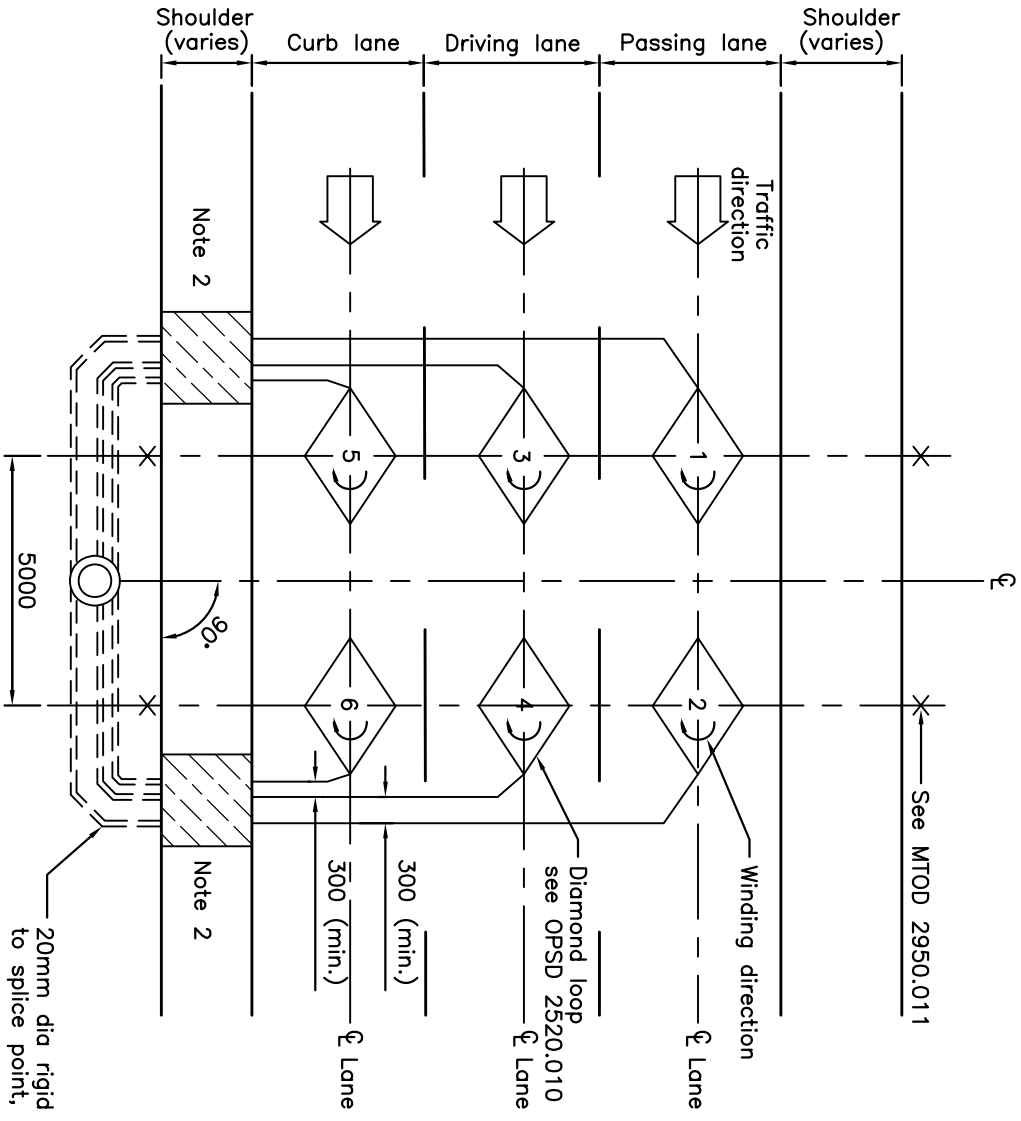 Shoulder
(varies)
Curb lane
Driving lane
Passing lane
Shoulder
(varies)
Traffic
direction
Note 2
5
3
1
5000
90°
℄
6
4
2
Note 2
300 (min.)
300 (min.)
See MTOD 2950.011
Winding direction
Diamond loop
see OPSD 2520.010
℄ Lane
℄ Lane
℄ Lane
20mm dia rigid
to splice point,